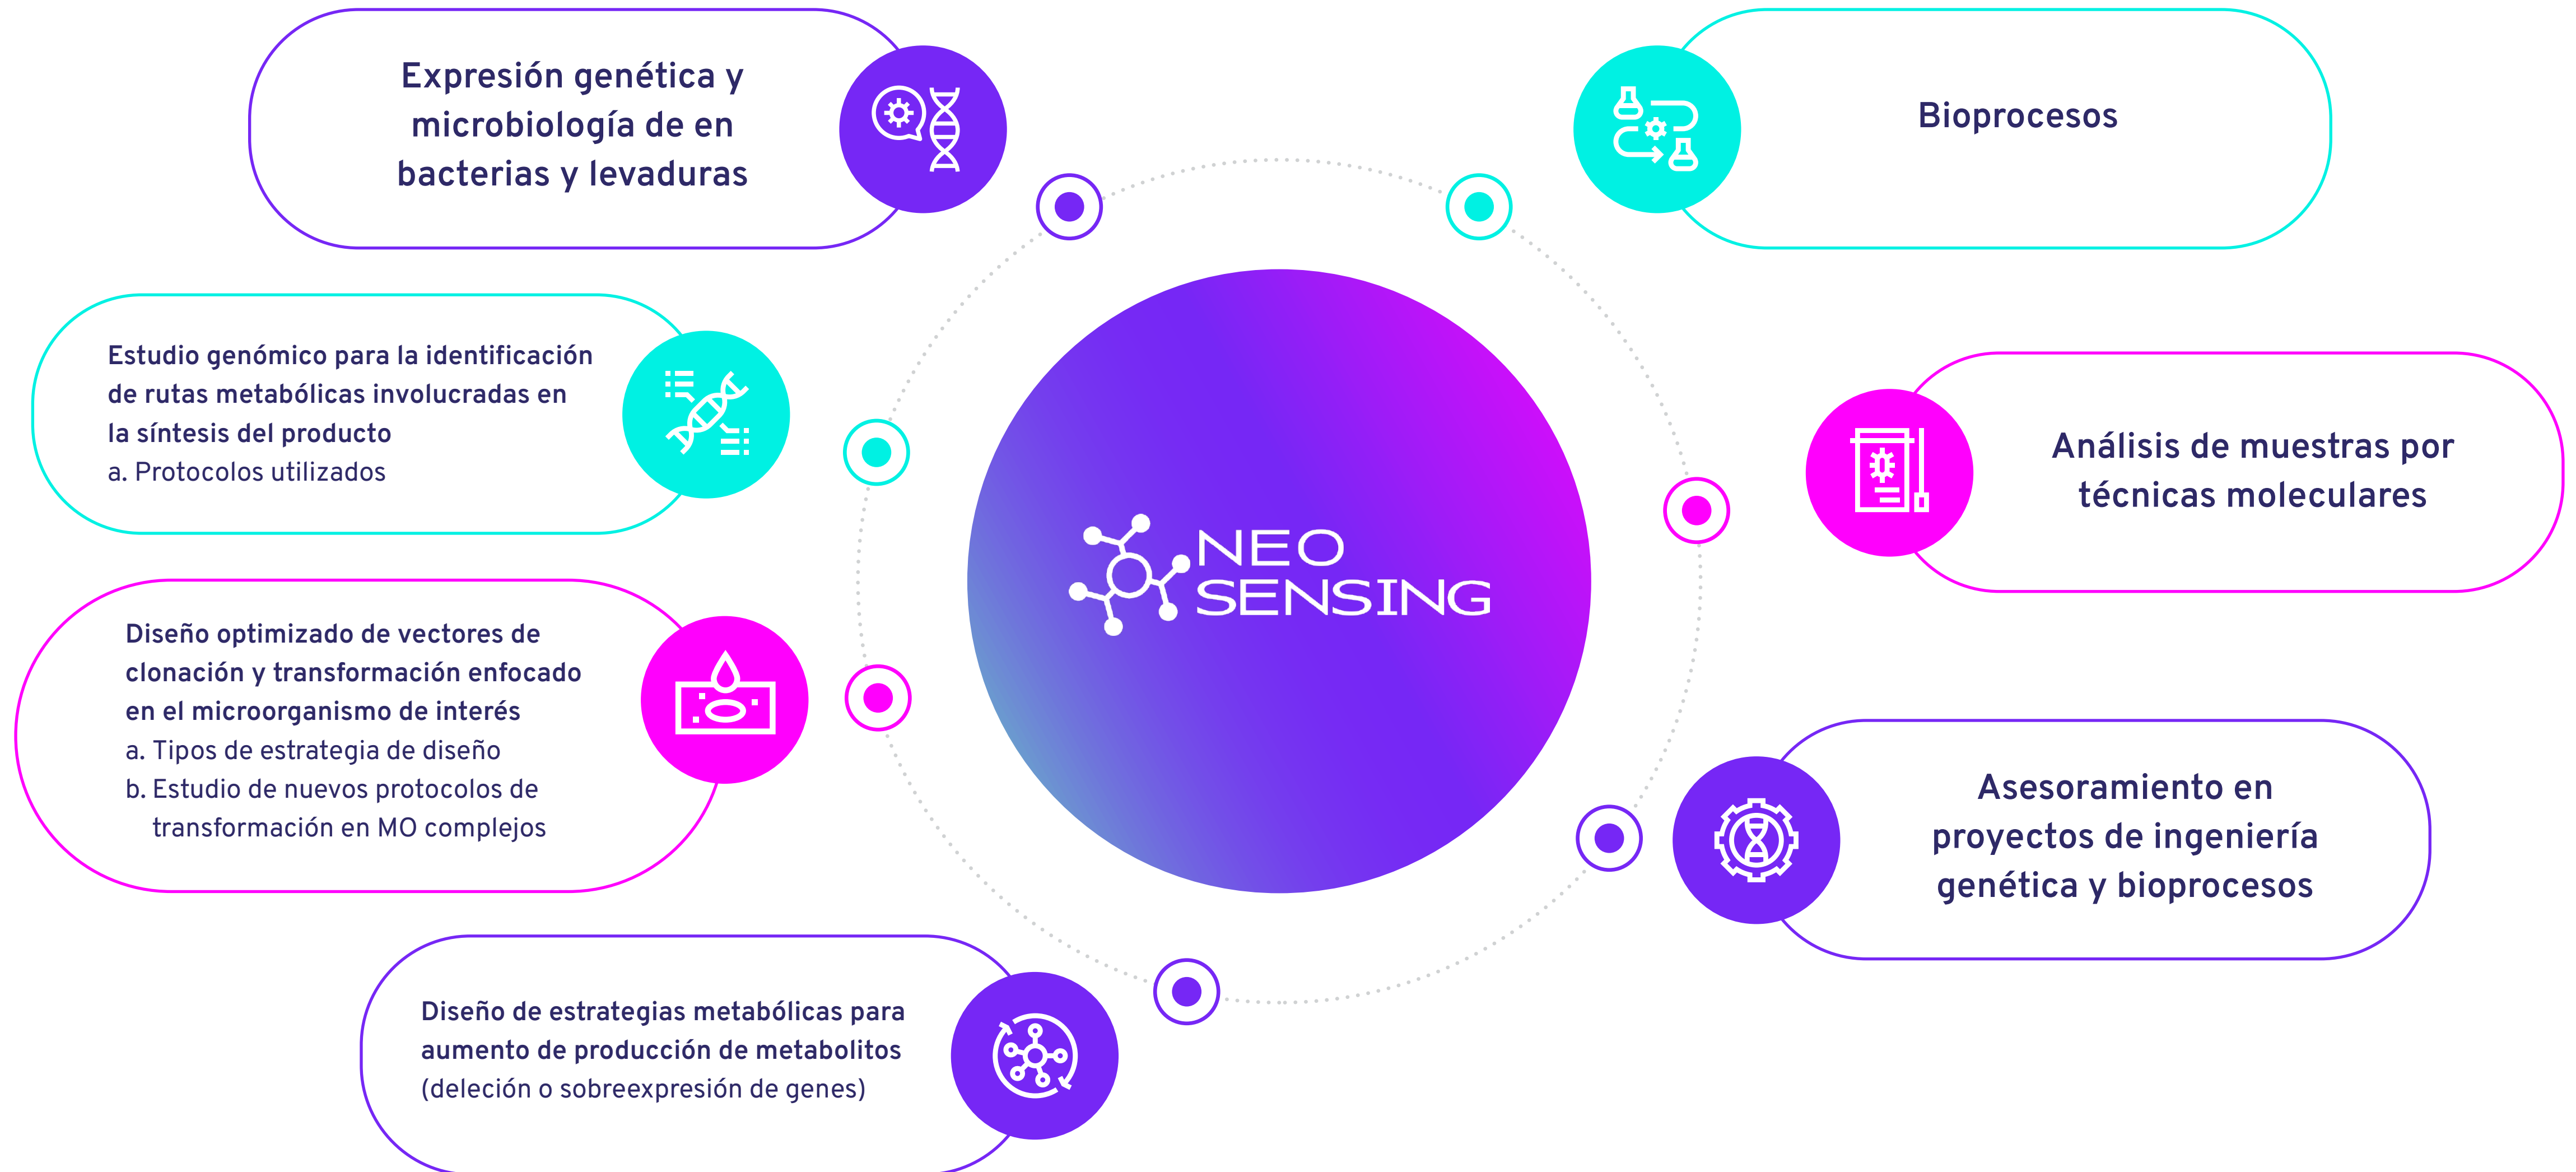 Expresión genética y
microbiología de en
bacterias y levaduras
Estudio genómico para la identificación
de rutas metabólicas involucradas en
la síntesis del producto
a. Protocolos utilizados
Diseño optimizado de vectores de
clonación y transformación enfocado
en el microorganismo de interés
a. Tipos de estrategia de diseño
b. Estudio de nuevos protocolos de
transformación en MO complejos
Diseño de estrategias metabólicas para
aumento de producción de metabolitos
(deleción o sobreexpresión de genes)
NEO
SENSING
Bioprocesos
Análisis de muestras por
técnicas moleculares
Asesoramiento en
proyectos de ingeniería
genética y bioprocesos